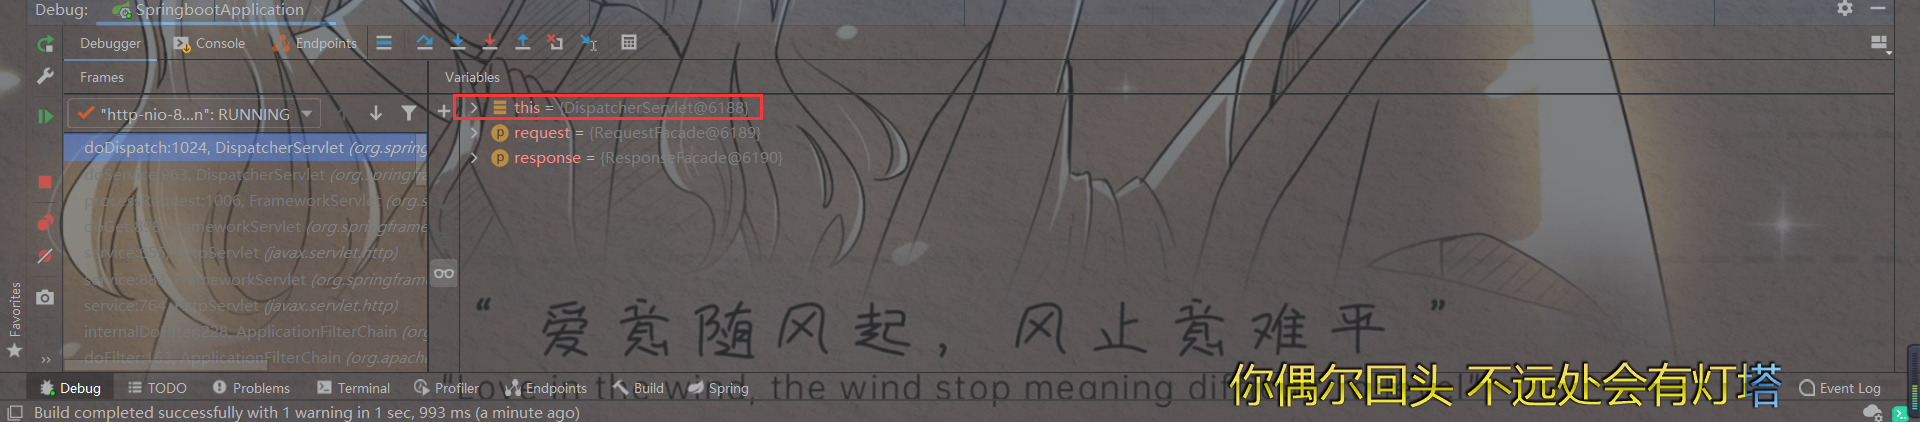 Debug: SpringbootApplication ×
Debugger Console Endpoints
Frames
Variables
"http-nio-8...n": RUNNING
this = {DispatcherServlet@6188}
request = {RequestFacade@6189}
response = {ResponseFacade@6190}
doDispatch:1024, DispatcherServlet (org.spring
doService:963, DispatcherServlet (org.springfra
processRequest:1006, FrameworkServlet (org.s
doGet:898, FrameworkServlet (org.springframe
service:655, HttpServlet (javax.servlet.http)
service:883, FrameworkServlet (org.springfram
service:764, HttpServlet (javax.servlet.http)
internalDoFilter:228, ApplicationFilterChain (org
doFilter:163, ApplicationFilterChain (org.apach
Favorites
“爱意随风起，风止意难平”
"Love in the wind, the wind stop meaning
你偶尔回头 不远处会有灯塔
Debug TODO Problems Terminal Profiler Endpoints Build Spring Event Log
Build completed successfully with 1 warning in 1 sec, 993 ms (a minute ago)